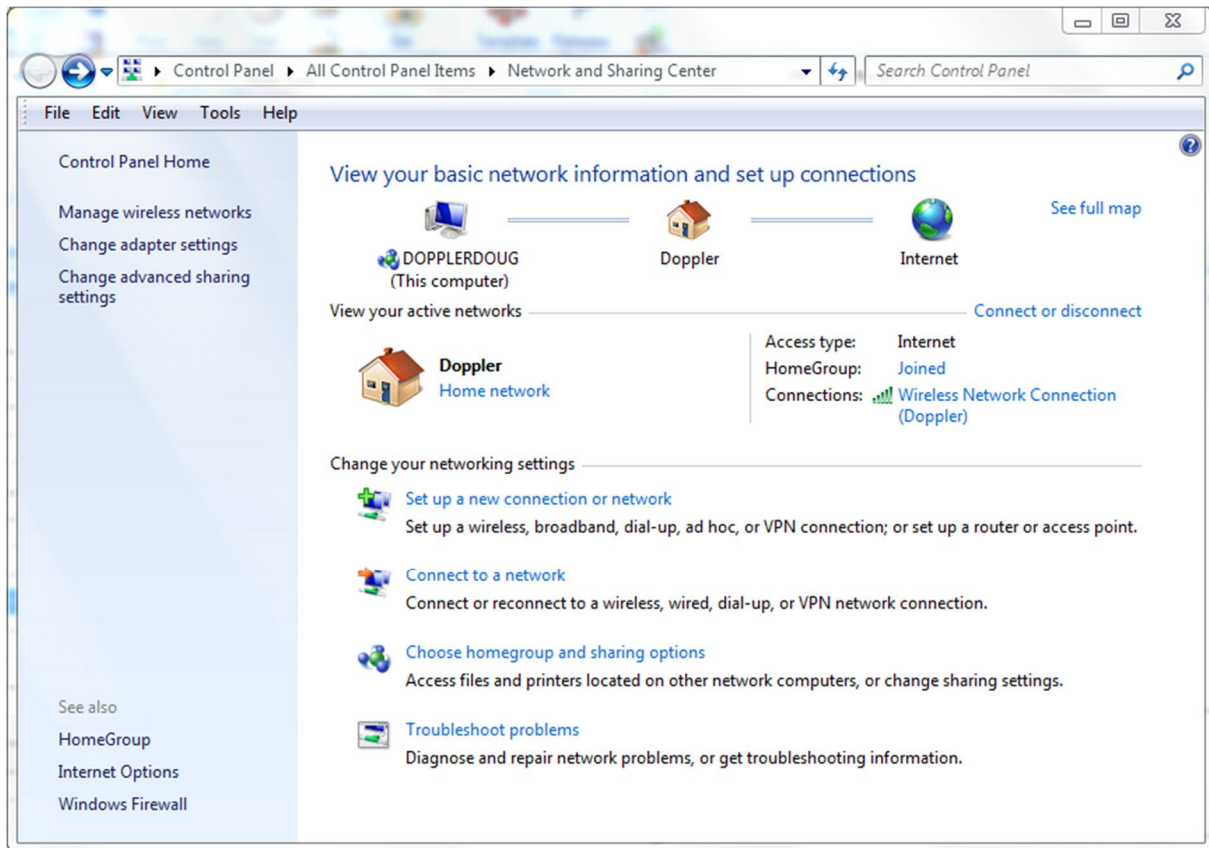 Control Panel ▸ All Control Panel Items ▸ Network and Sharing Center
Search Control Panel
File Edit View Tools Help
Control Panel Home
Manage wireless networks
Change adapter settings
Change advanced sharing
settings
See also
HomeGroup
Internet Options
Windows Firewall
View your basic network information and set up connections
See full map
DOPPLERDOUG
(This computer)
Doppler
Internet
View your active networks
Connect or disconnect
Doppler
Home network
Access type: Internet
HomeGroup: Joined
Connections: Wireless Network Connection
(Doppler)
Change your networking settings
Set up a new connection or network
Set up a wireless, broadband, dial-up, ad hoc, or VPN connection; or set up a router or access point.
Connect to a network
Connect or reconnect to a wireless, wired, dial-up, or VPN network connection.
Choose homegroup and sharing options
Access files and printers located on other network computers, or change sharing settings.
Troubleshoot problems
Diagnose and repair network problems, or get troubleshooting information.